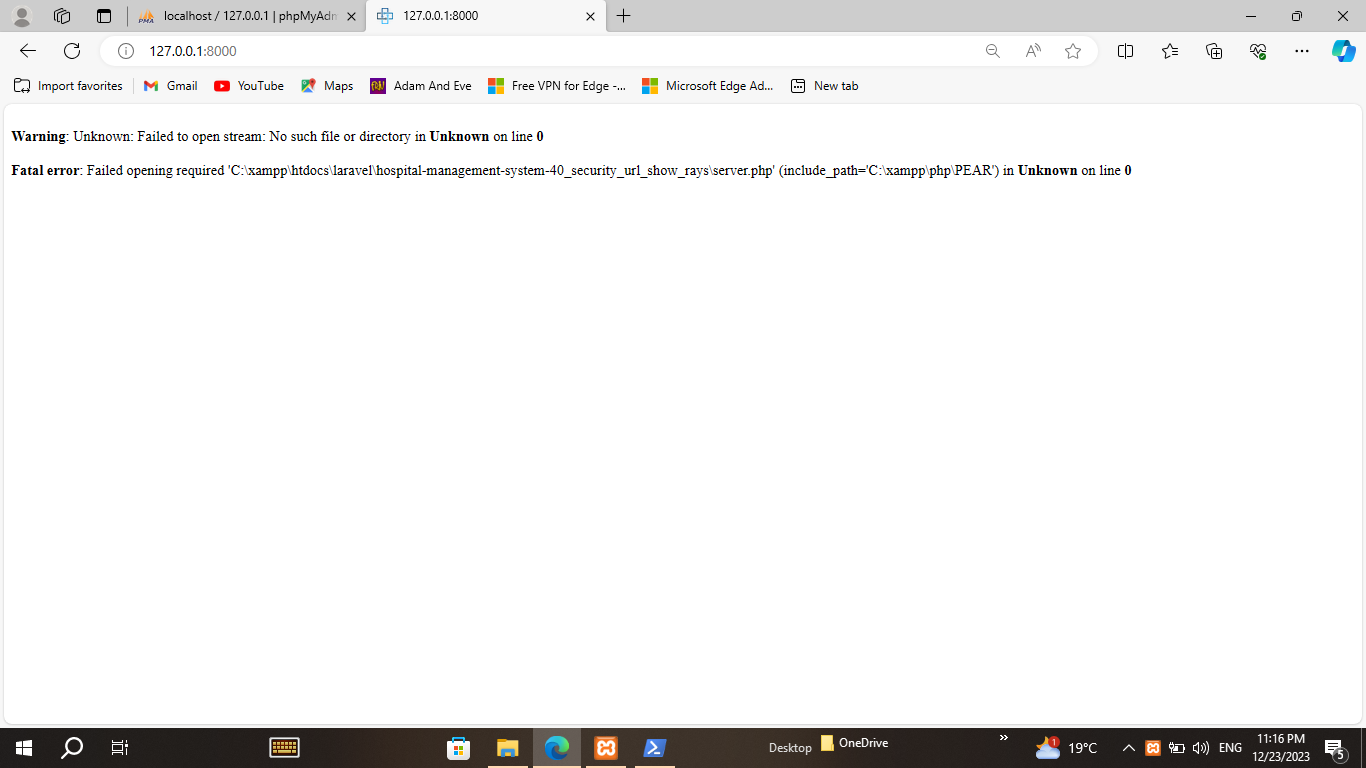 localhost / 127.0.0.1 | phpMyAdm
127.0.0.1:8000
127.0.0.1:8000
Import favorites
Gmail
YouTube
Maps
Adam And Eve
Free VPN for Edge -...
Microsoft Edge Ad...
New tab
Warning: Unknown: Failed to open stream: No such file or directory in Unknown on line 0
Fatal error: Failed opening required 'C:\xampp\htdocs\laravel\hospital-management-system-40_security_url_show_rays\server.php' (include_path='C:\xampp\php\PEAR') in Unknown on line 0
Desktop
OneDrive
1
19°C
ENG
11:16 PM
12/23/2023
5